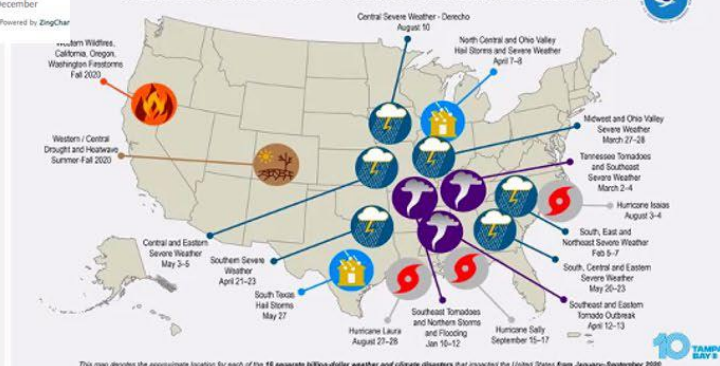 December
Powered by ZingChar
Central Severe Weather - Derecho
August 10
North Central and Ohio Valley
Hail Storms and Severe Weather
April 7-8
Western Wildfires,
California, Oregon,
Washington Firestorms
Fall 2020
Midwest and Ohio Valley
Severe Weather
March 27-28
Western / Central
Drought and Heatwave
Summer-Fall 2020
Tennessee Tornadoes
and Southeast
Severe Weather
March 2-4
Hurricane Isaias
August 3-4
South, East and
Northeast Severe Weather
Feb 5-7
Central and Eastern
Severe Weather
May 3-5
Southern Severe
Weather
April 21-23
South, Central and Eastern
Severe Weather
May 20-23
South Texas
Hail Storms
May 27
Southeast and Eastern
Tornado Outbreak
April 12-13
Southeast Tornadoes
and Northern Storms
and Flooding
Jan 10-12
Hurricane Laura
August 27-28
Hurricane Sally
September 15-17
10 TAMPA
BAY
This map denotes the approximate location for each of the 16 separate billion-dollar weather and climate disasters that impacted the United States from January-September 2020